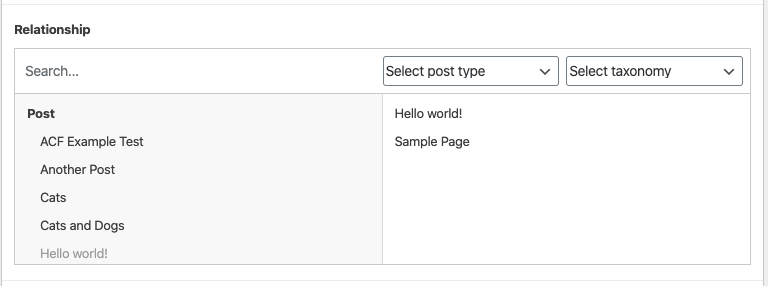 Relationship
Search...
Select post type
Select taxonomy
Post
ACF Example Test
Another Post
Cats
Cats and Dogs
Hello world!
Hello world!
Sample Page